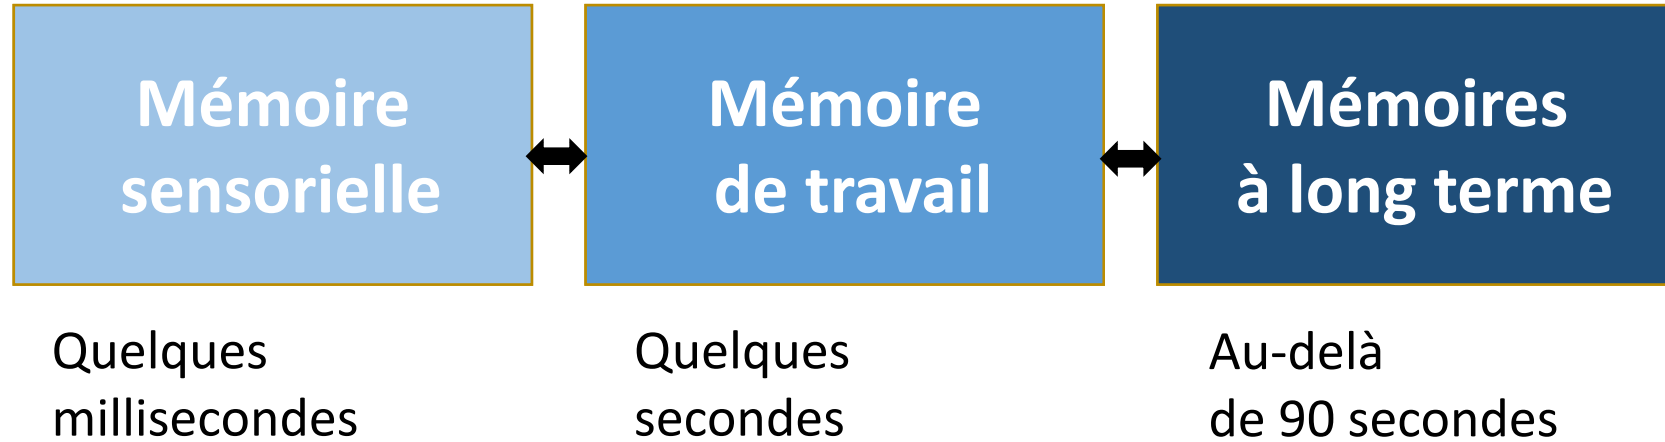 Mémoire
sensorielle
Mémoire
de travail
Mémoires
à long terme
Quelques
millisecondes
Quelques
secondes
Au-delà
de 90 secondes